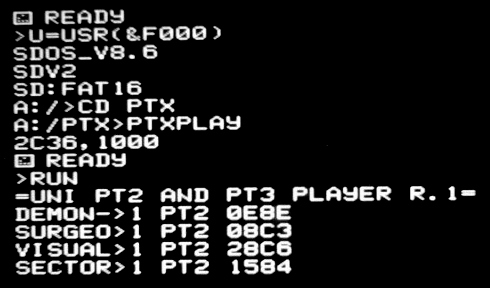 READY
>U=USR(&F000)
SDOS_V8.6
SDV2
SD:FAT16
A:/>CD PTX
A:/PTX>PTXPLAY
2C36,1000
READY
>RUN
=UNI PT2 AND PT3 PLAYER R.1=
DEMON->1 PT2 0E8E
SURGEO>1 PT2 08C3
VISUAL>1 PT2 28C6
SECTOR>1 PT2 1584